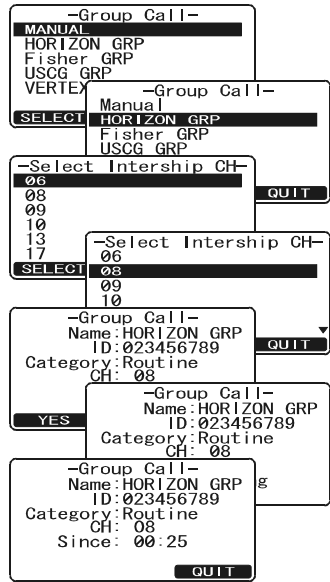 -Group Call-
MANUAL
HORIZON GRP
Fisher GRP
USCG GRP
VERTEX
SELECT
-Group Call-
Manual
HORIZON GRP
Fisher GRP
USCG GRP
QUIT
-Select Intership CH-
06
08
09
10
13
17
SELECT
-Select Intership CH-
06
08
09
10
QUIT
-Group Call-
Name:HORIZON GRP
ID:023456789
Category:Routine
CH: 08
YES
-Group Call-
Name:HORIZON GRP
ID:023456789
Category:Routine
CH: 08
g
-Group Call-
Name:HORIZON GRP
ID:023456789
Category:Routine
CH: 08
Since: 00:25
QUIT